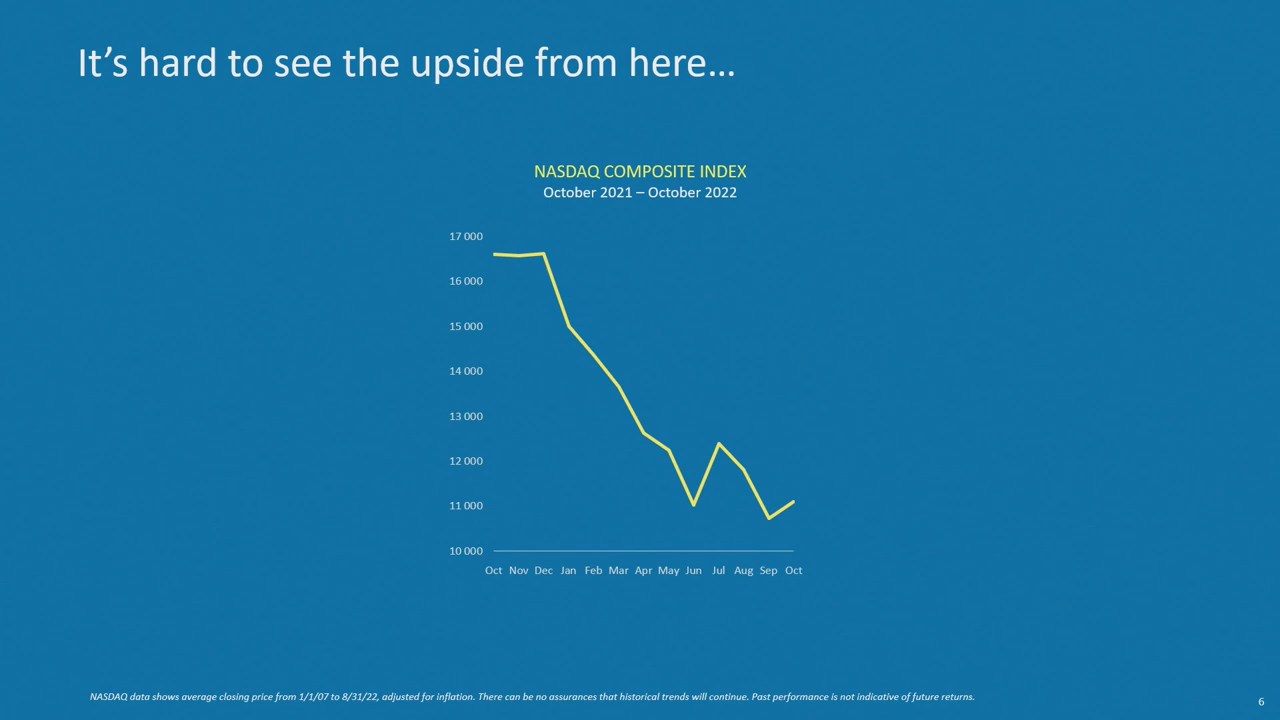 It’s hard to see the upside from here…
NASDAQ COMPOSITE INDEX
October 2021 – October 2022
17 000
16 000
15 000
14 000
13 000
12 000
11 000
10 000
Oct Nov Dec Jan Feb Mar Apr May Jun Jul Aug Sep Oct
NASDAQ data shows average closing price from 1/1/07 to 8/31/22, adjusted for inflation. There can be no assurances that historical trends will continue. Past performance is not indicative of future returns.
6